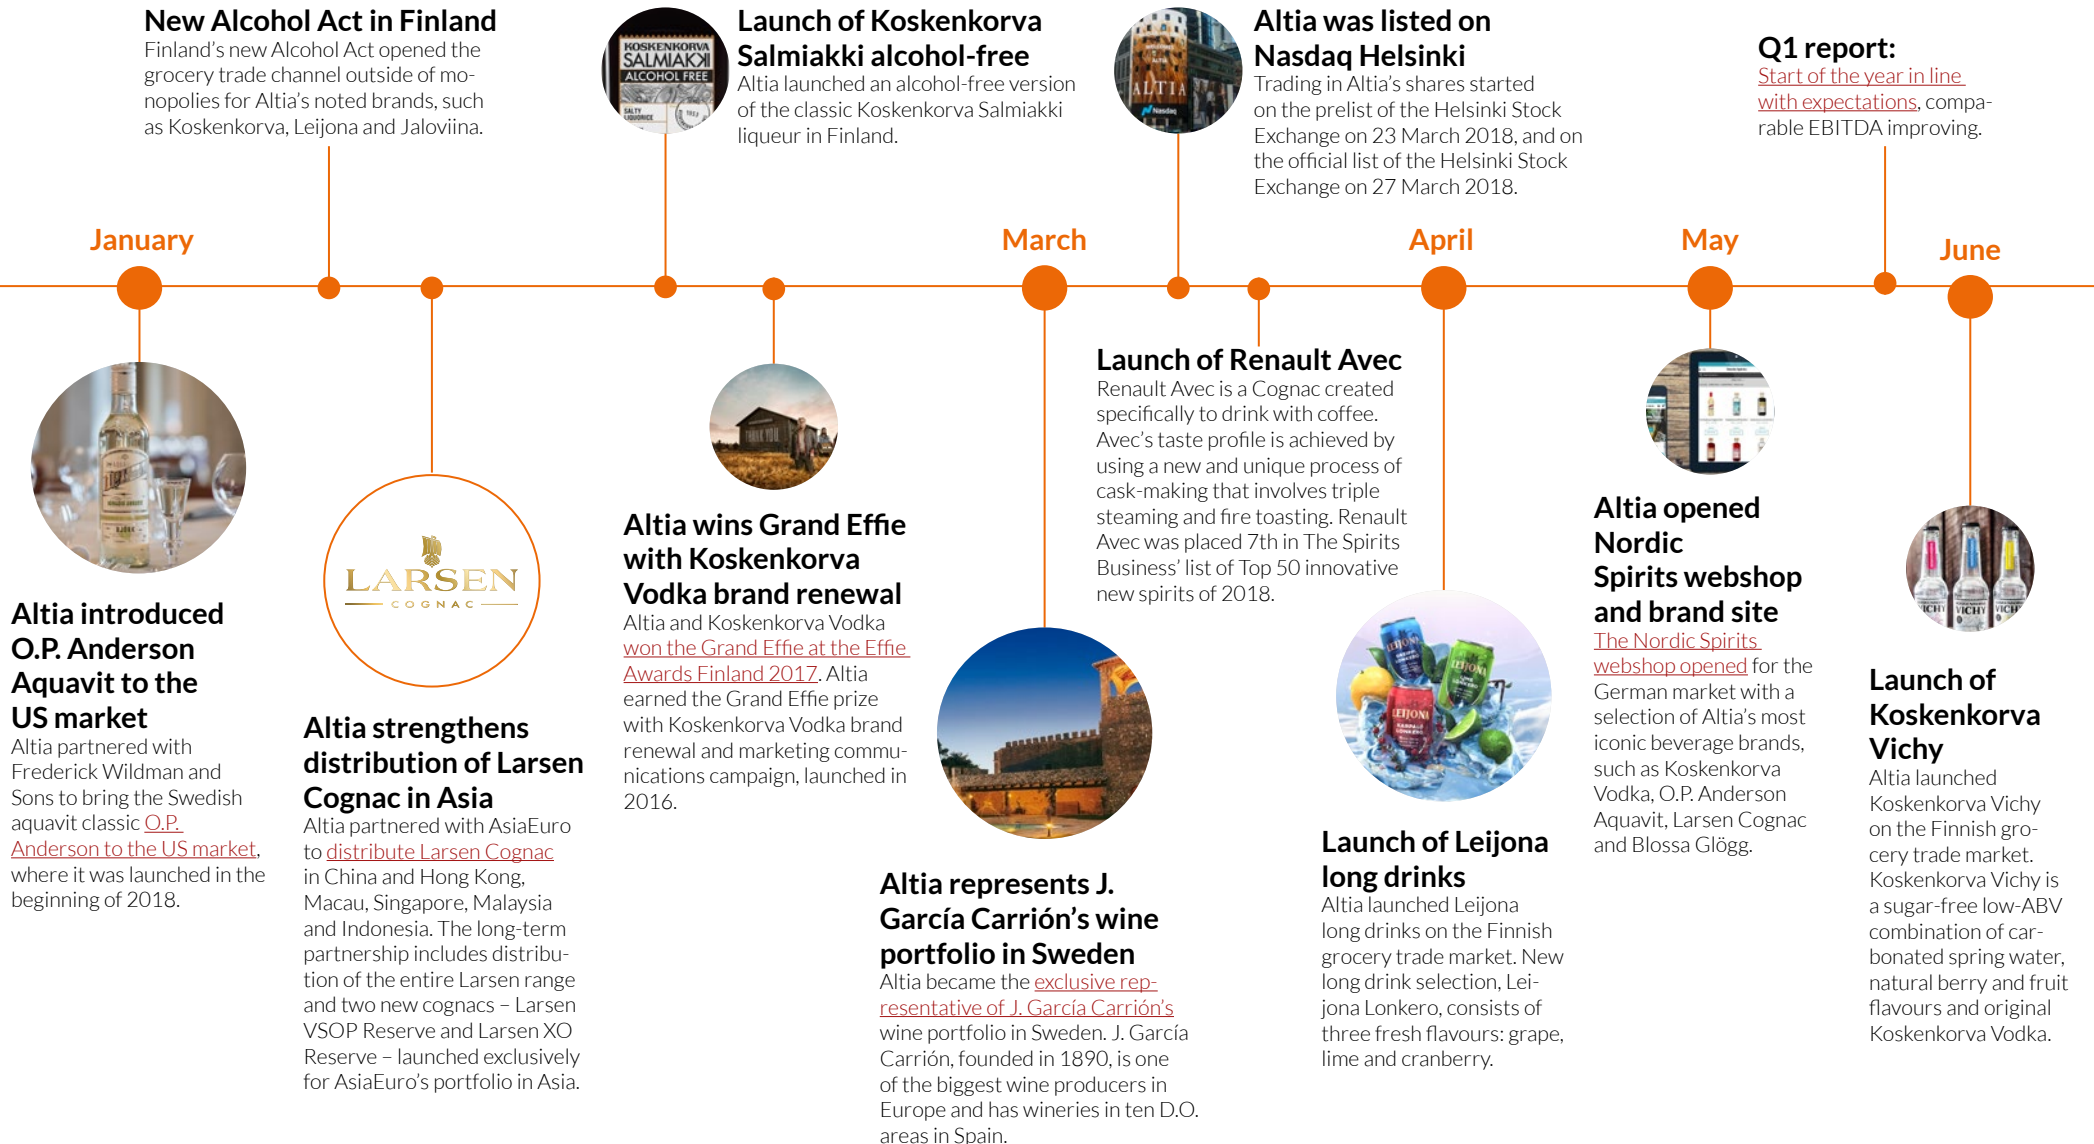 New Alcohol Act in Finland
Finland's new Alcohol Act opened the
grocery trade channel outside of mo-
nopolies for Altia's noted brands, such
as Koskenkorva, Leijona and Jaloviina.
KOSKENKORVA
SALMIAKKI
ALCOHOL FREE
SALTY
LIQUORICE
Launch of Koskenkorva
Salmiakki alcohol-free
Altia launched an alcohol-free version
of the classic Koskenkorva Salmiakki
liqueur in Finland.
ALTIA
Nasdaq
Altia was listed on
Nasdaq Helsinki
Trading in Altia's shares started
on the prelist of the Helsinki Stock
Exchange on 23 March 2018, and on
the official list of the Helsinki Stock
Exchange on 27 March 2018.
Q1 report:
Start of the year in line
with expectations, compa-
rable EBITDA improving.
January
March
April
May
June
Altia introduced
O.P. Anderson
Aquavit to the
US market
Altia partnered with
Frederick Wildman and
Sons to bring the Swedish
aquavit classic O.P.
Anderson to the US market,
where it was launched in the
beginning of 2018.
LARSEN
COGNAC
Altia strengthens
distribution of Larsen
Cognac in Asia
Altia partnered with AsiaEuro
to distribute Larsen Cognac
in China and Hong Kong,
Macau, Singapore, Malaysia
and Indonesia. The long-term
partnership includes distribu-
tion of the entire Larsen range
and two new cognacs – Larsen
VSOP Reserve and Larsen XO
Reserve – launched exclusively
for AsiaEuro's portfolio in Asia.
THANK YOU
Altia wins Grand Effie
with Koskenkorva
Vodka brand renewal
Altia and Koskenkorva Vodka
won the Grand Effie at the Effie
Awards Finland 2017. Altia
earned the Grand Effie prize
with Koskenkorva Vodka brand
renewal and marketing commu-
nications campaign, launched in
2016.
Altia represents J.
García Carrión's wine
portfolio in Sweden
Altia became the exclusive rep-
resentative of J. García Carrión's
wine portfolio in Sweden. J. García
Carrión, founded in 1890, is one
of the biggest wine producers in
Europe and has wineries in ten D.O.
areas in Spain.
Launch of Renault Avec
Renault Avec is a Cognac created
specifically to drink with coffee.
Avec's taste profile is achieved by
using a new and unique process of
cask-making that involves triple
steaming and fire toasting. Renault
Avec was placed 7th in The Spirits
Business' list of Top 50 innovative
new spirits of 2018.
LEIJONA
LEIJONA
LEIJONA
Launch of Leijona
long drinks
Altia launched Leijona
long drinks on the Finnish
grocery trade market. New
long drink selection, Lei-
jona Lonkero, consists of
three fresh flavours: grape,
lime and cranberry.
Altia opened
Nordic
Spirits webshop
and brand site
The Nordic Spirits
webshop opened for the
German market with a
selection of Altia's most
iconic beverage brands,
such as Koskenkorva
Vodka, O.P. Anderson
Aquavit, Larsen Cognac
and Blossa Glögg.
VICHY
VICHY
VICHY
Launch of
Koskenkorva
Vichy
Altia launched
Koskenkorva Vichy
on the Finnish gro-
cery trade market.
Koskenkorva Vichy is
a sugar-free low-ABV
combination of car-
bonated spring water,
natural berry and fruit
flavours and original
Koskenkorva Vodka.